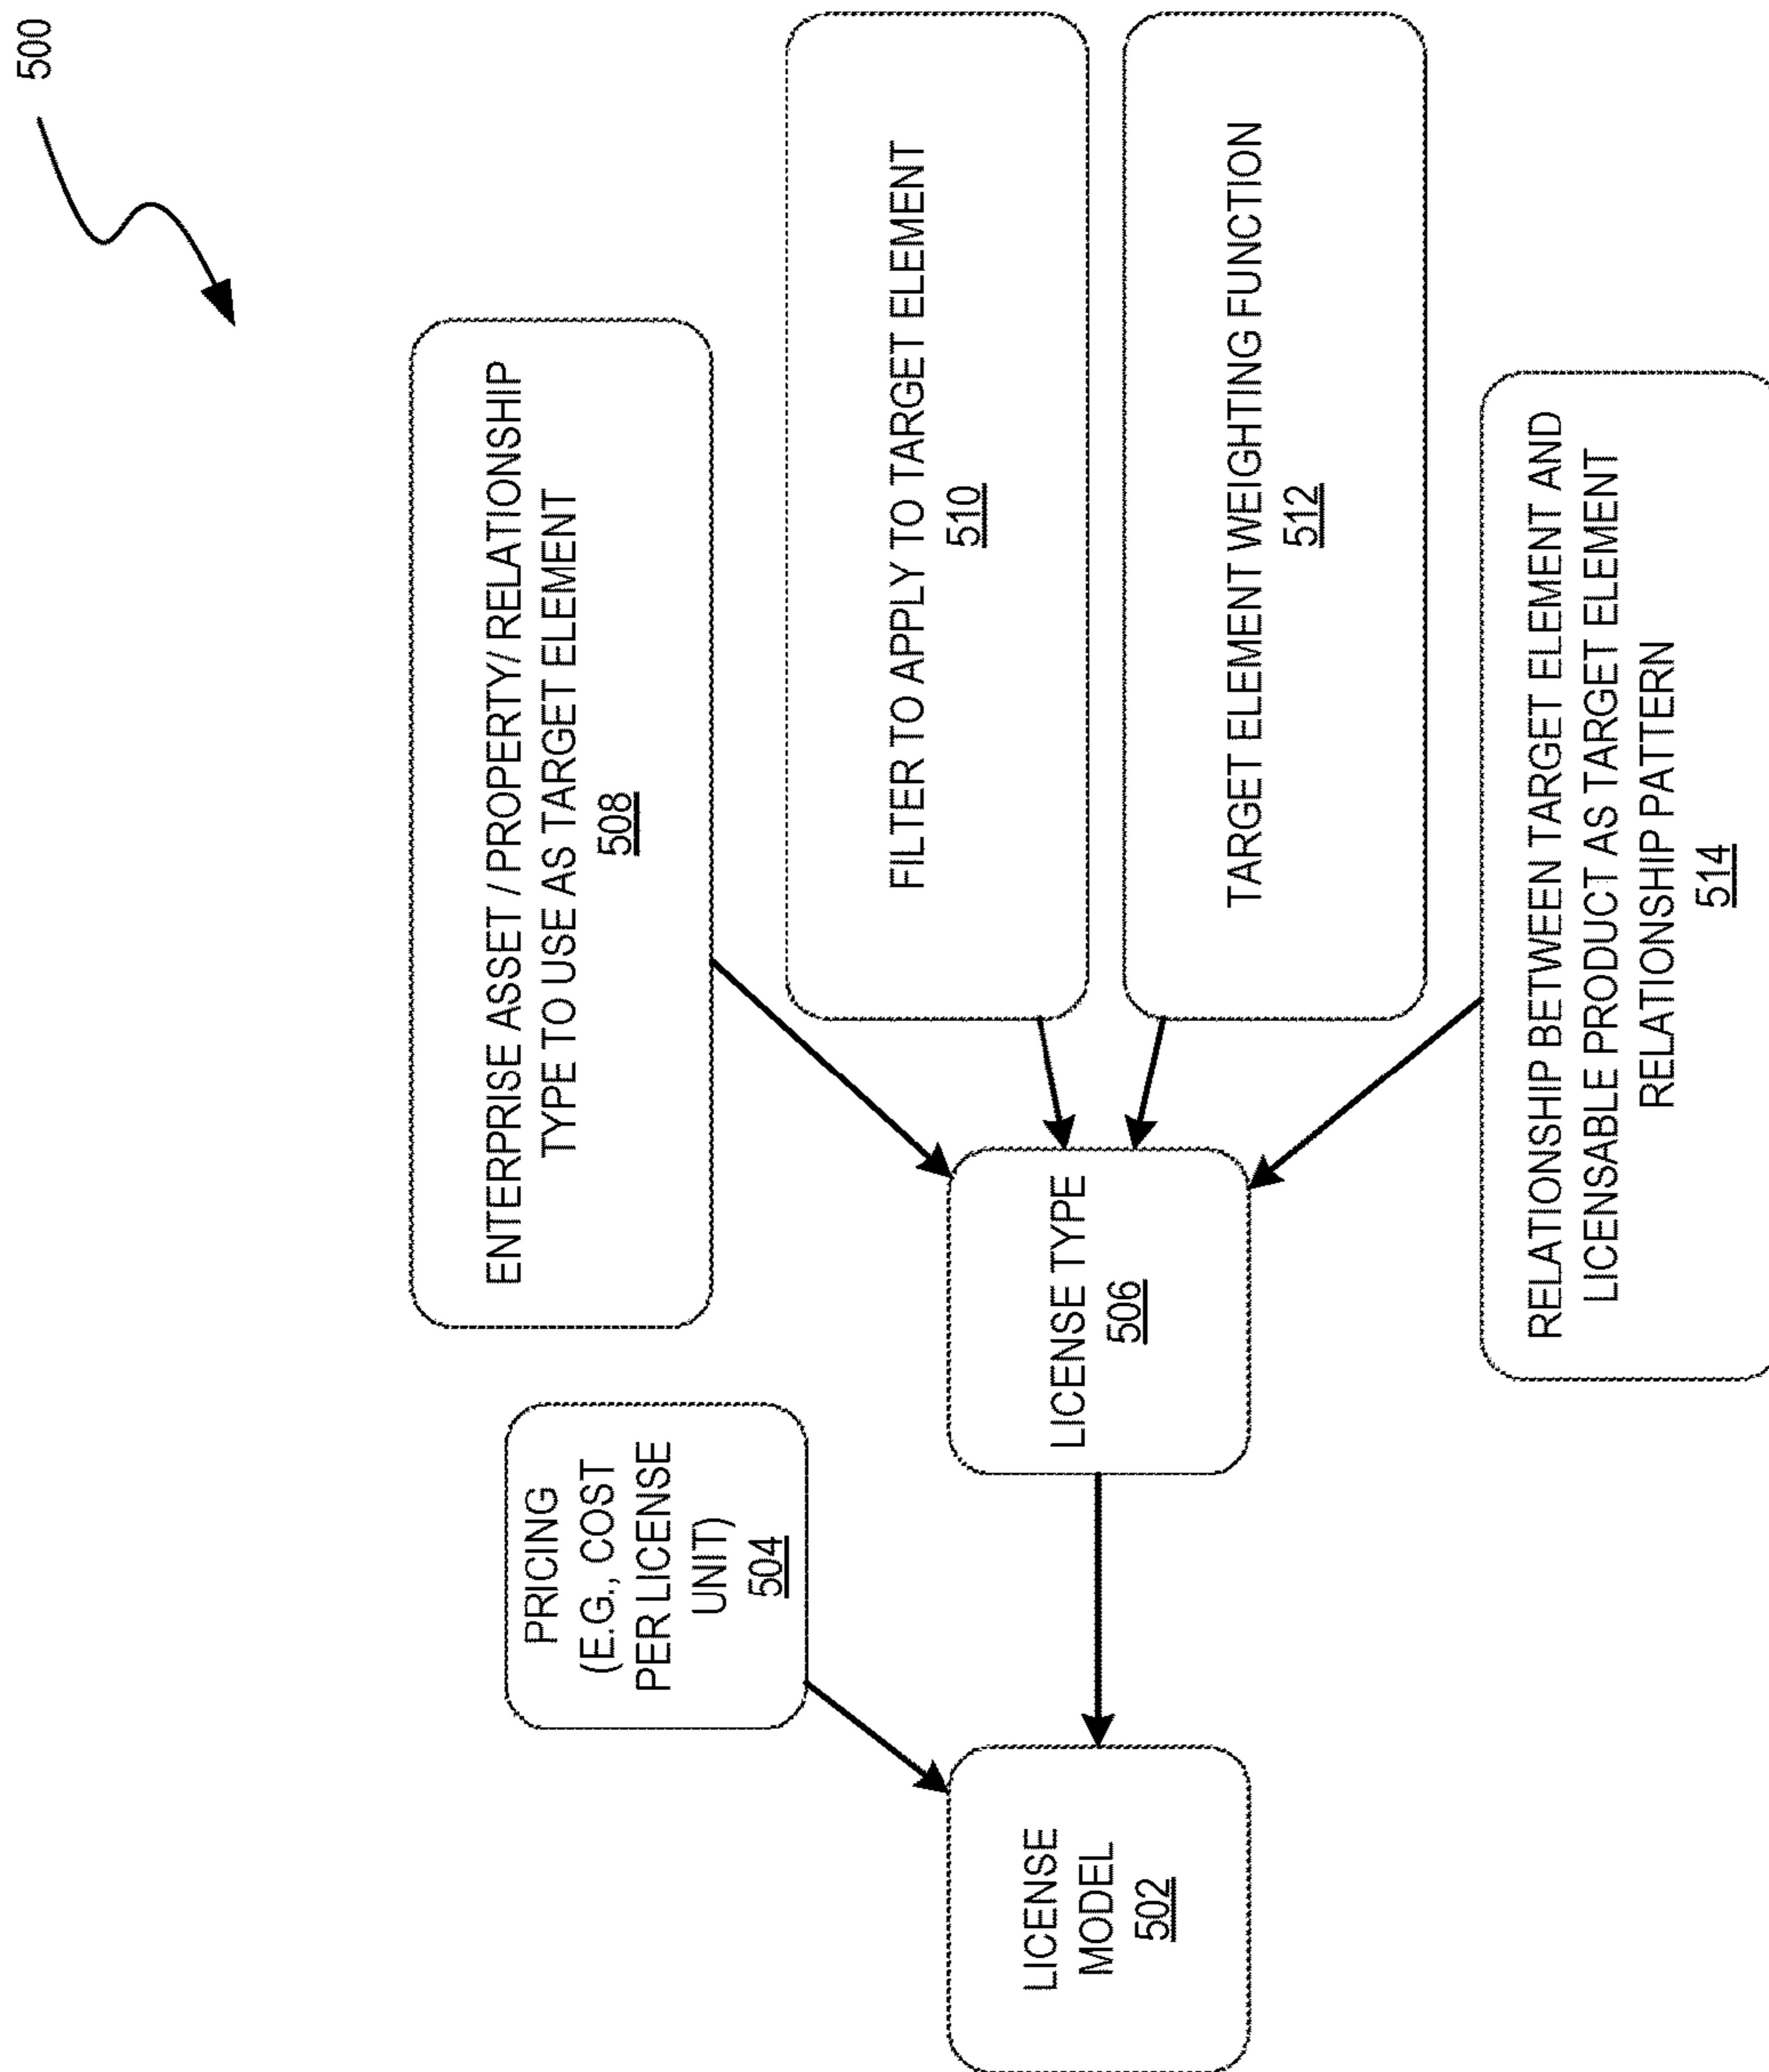 500
ENTERPRISE ASSET / PROPERTY/ RELATIONSHIP
TYPE TO USE AS TARGET ELEMENT
508
PRICING
(E.G., COST
PER LICENSE
UNIT)
504
FILTER TO APPLY TO TARGET ELEMENT
510
LICENSE
MODEL
502
LICENSE TYPE
506
TARGET ELEMENT WEIGHTING FUNCTION
512
RELATIONSHIP BETWEEN TARGET ELEMENT AND
LICENSABLE PRODUCT AS TARGET ELEMENT
RELATIONSHIP PATTERN
514